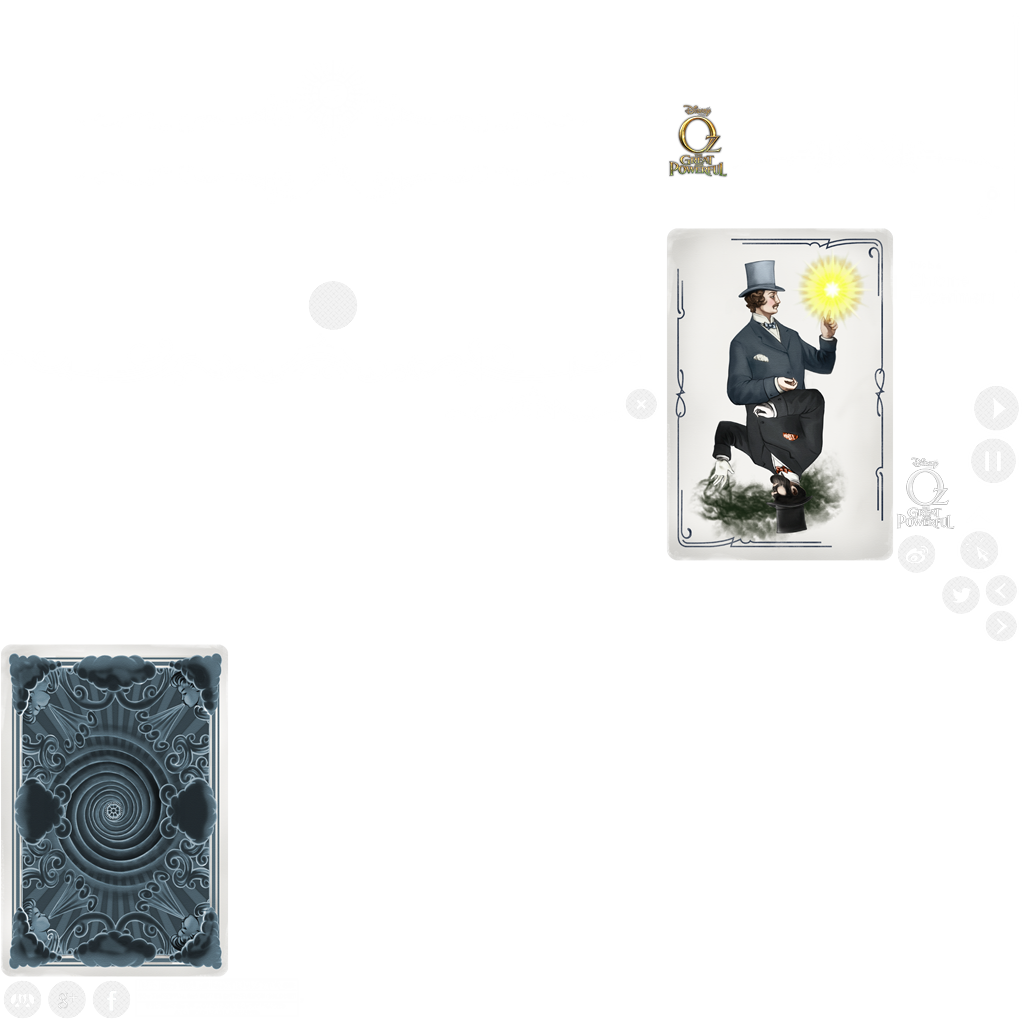 Disney
Oz
THE
GREAT
AND
POWERFUL
Disney
Oz
THE
GREAT
AND
POWERFUL
g+
f